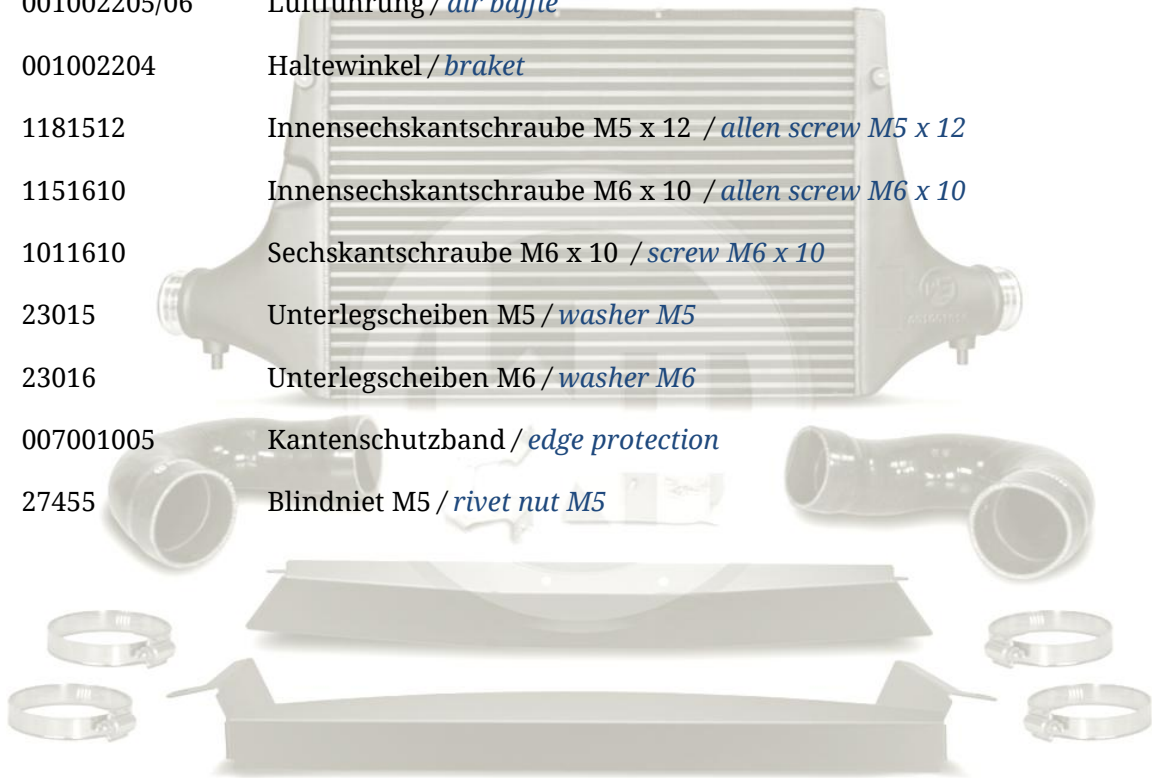 001002205/06 Luftführung / air baffle
001002204 Haltewinkel / braket
1181512 Innensechskantschraube M5 x 12 / allen screw M5 x 12
1151610 Innensechskantschraube M6 x 10 / allen screw M6 x 10
1011610 Sechskantschraube M6 x 10 / screw M6 x 10
23015 Unterlegscheiben M5 / washer M5
23016 Unterlegscheiben M6 / washer M6
007001005 Kantenschutzband / edge protection
27455 Blindniet M5 / rivet nut M5